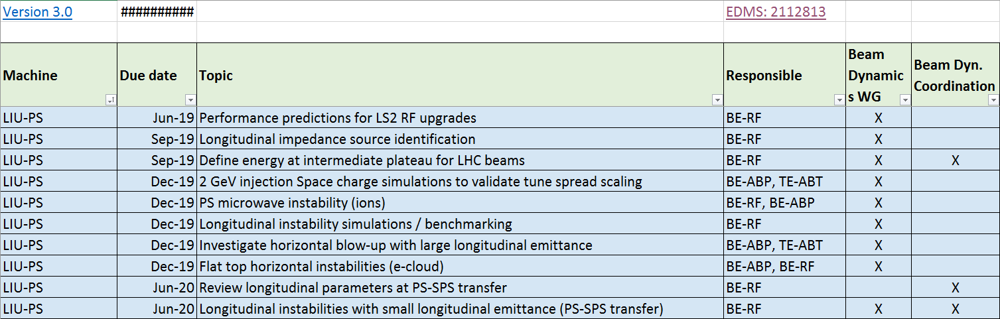 Version 3.0 ########## EDMS: 2112813
Machine Due date Topic Responsible Beam Dynamics WG Beam Dyn. Coordination
LIU-PS Jun-19 Performance predictions for LS2 RF upgrades BE-RF X
LIU-PS Sep-19 Longitudinal impedance source identification BE-RF X
LIU-PS Sep-19 Define energy at intermediate plateau for LHC beams BE-RF X X
LIU-PS Dec-19 2 GeV injection Space charge simulations to validate tune spread scaling BE-ABP, TE-ABT X
LIU-PS Dec-19 PS microwave instability (ions) BE-RF, BE-ABP X
LIU-PS Dec-19 Longitudinal instability simulations / benchmarking BE-RF X
LIU-PS Dec-19 Investigate horizontal blow-up with large longitudinal emittance BE-ABP, TE-ABT X
LIU-PS Dec-19 Flat top horizontal instabilities (e-cloud) BE-ABP, BE-RF X
LIU-PS Jun-20 Review longitudinal parameters at PS-SPS transfer BE-RF X
LIU-PS Jun-20 Longitudinal instabilities with small longitudinal emittance (PS-SPS transfer) BE-RF X X